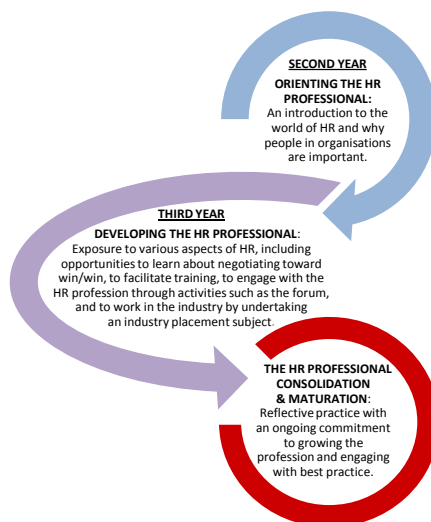 SECOND YEAR
ORIENTING THE HR
PROFESSIONAL:
An introduction to the
world of HR and why
people in organisations
are important.
THIRD YEAR
DEVELOPING THE HR PROFESSIONAL:
Exposure to various aspects of HR, including
opportunities to learn about negotiating toward
win/win, to facilitate training, to engage with the
HR profession through activities such as the forum,
and to work in the industry by undertaking
an industry placement subject.
THE HR PROFESSIONAL
CONSOLIDATION
& MATURATION:
Reflective practice with
an ongoing commitment
to growing the
profession and engaging
with best practice.